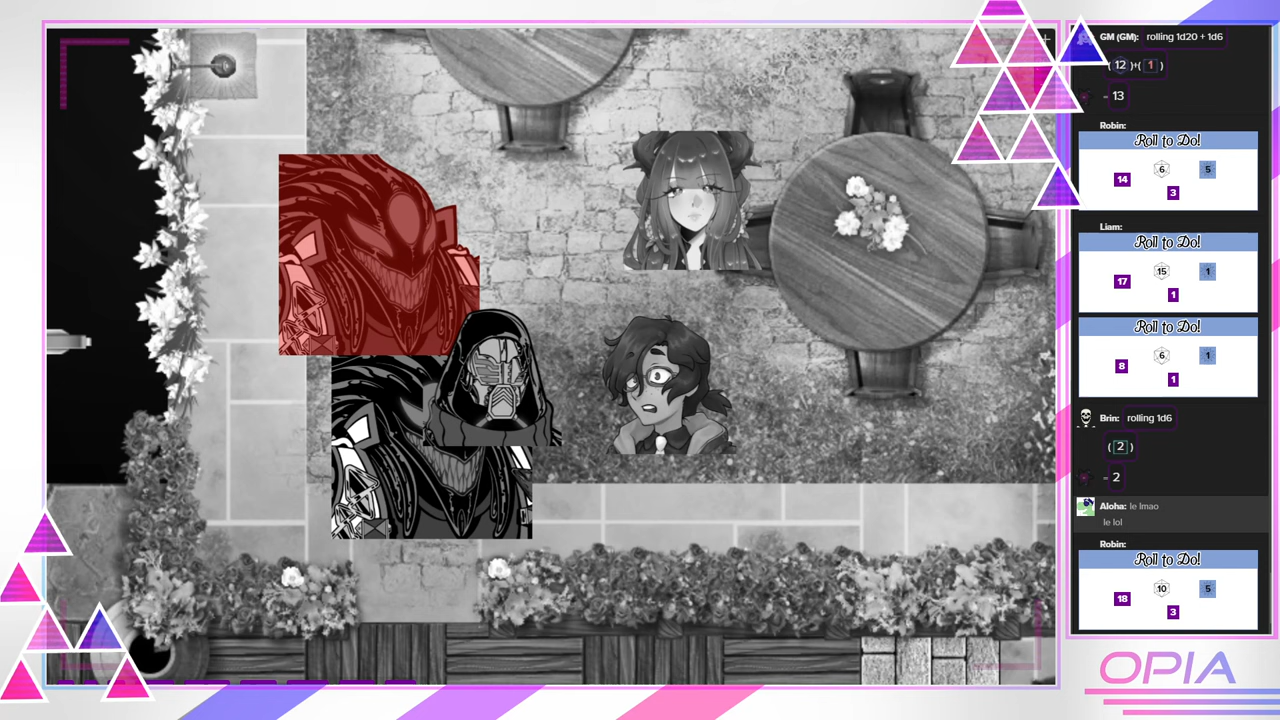 GM (GM): rolling 1d20 + 1d6
(12)+(1)
= 13
Robin:
Roll to Do!
14 6 5
3
Liam:
Roll to Do!
17 15 1
1
Roll to Do!
8 6 1
1
Brin: rolling 1d6
(2)
= 2
Aloha: le lmao
le lol
Robin:
Roll to Do!
18 10 5
3
OPIA